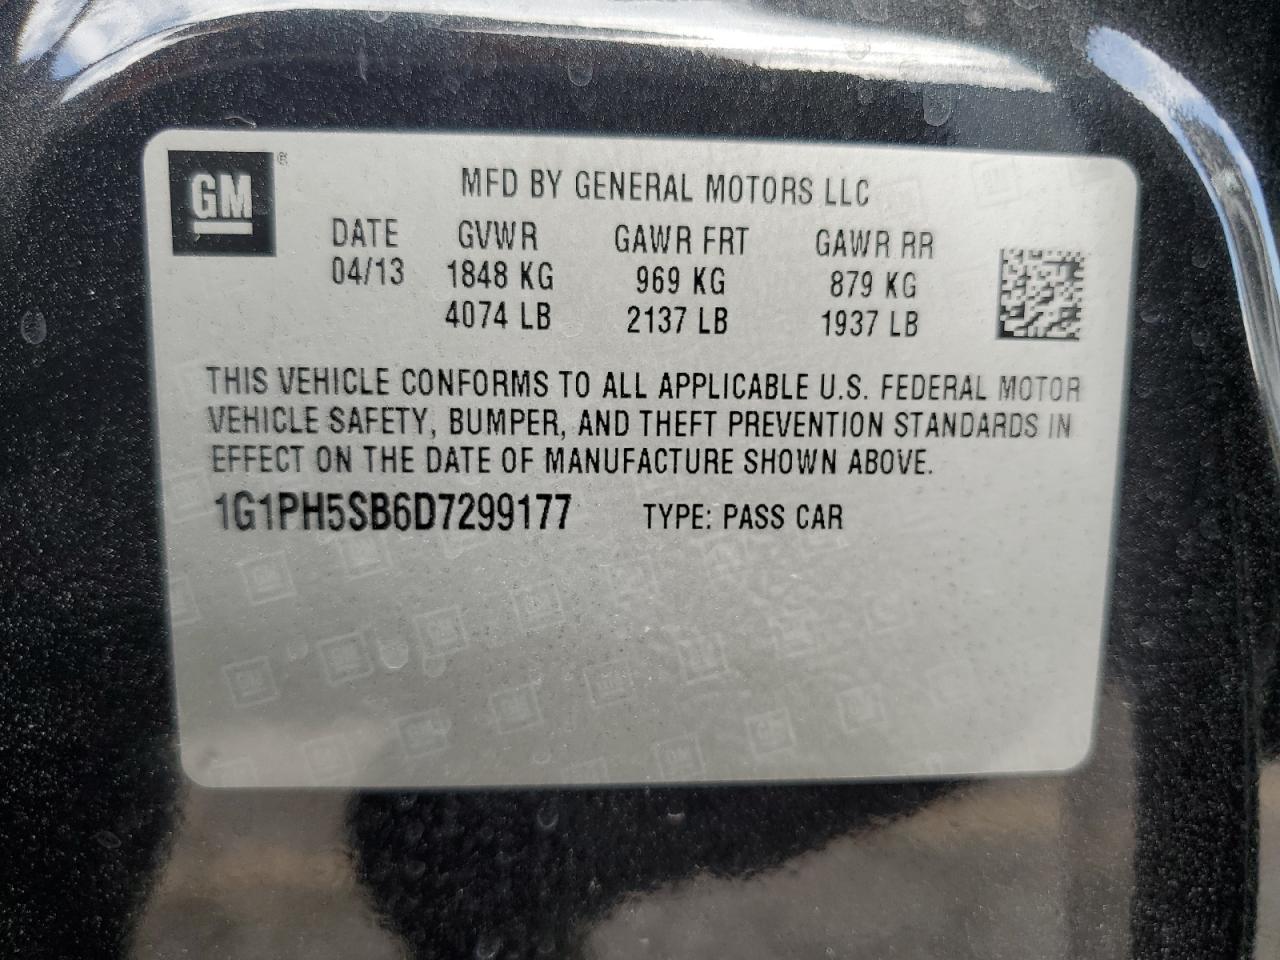 GM ®
MFD BY GENERAL MOTORS LLC
DATE GVWR GAWR FRT GAWR RR
04/13 1848 KG 969 KG 879 KG
4074 LB 2137 LB 1937 LB
THIS VEHICLE CONFORMS TO ALL APPLICABLE U.S. FEDERAL MOTOR
VEHICLE SAFETY, BUMPER, AND THEFT PREVENTION STANDARDS IN
EFFECT ON THE DATE OF MANUFACTURE SHOWN ABOVE.
1G1PH5SB6D7299177 TYPE: PASS CAR